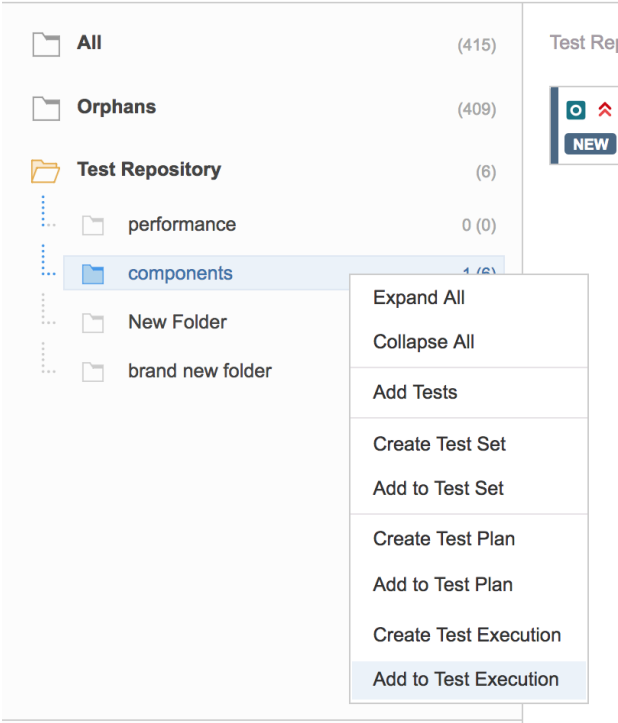 All (415)
Test Rep
Orphans (409)
NEW
Test Repository (6)
performance 0 (0)
components 1 (6)
New Folder
brand new folder
Expand All
Collapse All
Add Tests
Create Test Set
Add to Test Set
Create Test Plan
Add to Test Plan
Create Test Execution
Add to Test Execution